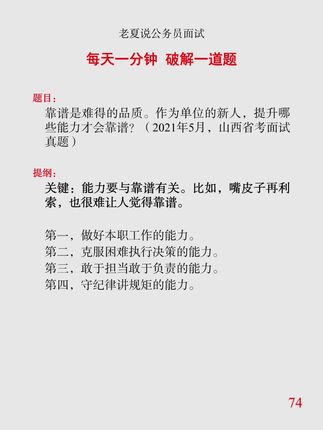 老夏说公务员面试
每天一分钟 破解一道题
题目：
靠谱是难得的品质。作为单位的新人，提升哪
些能力才会靠谱？（2021年5月，山西省考面试
真题）
提纲：
关键：能力要与靠谱有关。比如，嘴皮子再利
索，也很难让人觉得靠谱。
第一，做好本职工作的能力。
第二，克服困难执行决策的能力。
第三，敢于担当敢于负责的能力。
第四，守纪律讲规矩的能力。
74